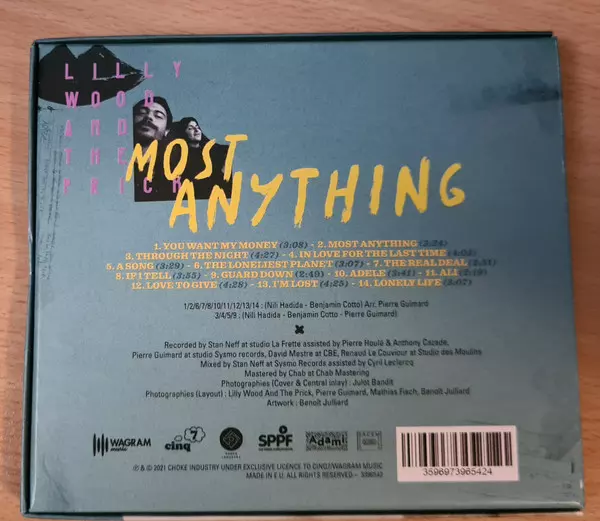 LILLY
WOOD
AND
THE
PRICK
MOST
ANYTHING
1. YOU WANT MY MONEY (3:08) - 2. MOST ANYTHING (3:24)
3. THROUGH THE NIGHT (4:27) - 4. IN LOVE FOR THE LAST TIME
5. A SONG (3:29) - 6. THE LONELIEST PLANET (3:07) - 7. THE REAL DEAL
8. IF I TELL (3:55) - 9. GUARD DOWN (2:49) - 10. ADELE (3:41) - 11. ALI (2:19)
12. LOVE TO GIVE (4:28) - 13. I'M LOST (4:25) - 14. LONELY LIFE (3:07)
1/2/6/7/8/10/11/12/13/14 : (Nili Hadida - Benjamin Cotto) Arr. Pierre Guimard
3/4/5/9 : (Nili Hadida - Benjamin Cotto - Pierre Guimard)
Recorded by Stan Neff at studio La Frette assisted by Pierre Houlé & Anthony Cazade,
Pierre Guimard at studio Syamo records, David Mestre at CBE, Renaud Le Couviour at Studio des Moulins
Mixed by Stan Neff at Syamo Records assisted by Cyril Leclercq
Mastered by Chab at Chab Mastering
Photographies (Cover & Central inlay) : Juliot Bandit
Photographies (Layout) : Lilly Wood And The Prick, Pierre Guimard, Mathias Fisch, Benoît Julliard
Artwork : Benoît Julliard
WAGRAM
music
cinq 7
SPPF
Adami
SACEM
℗ & © 2021 CHOKE INDUSTRY UNDER EXCLUSIVE LICENCE TO CINQ7/WAGRAM MUSIC
MADE IN E.U. ALL RIGHTS RESERVED - 3396542
3596973965424